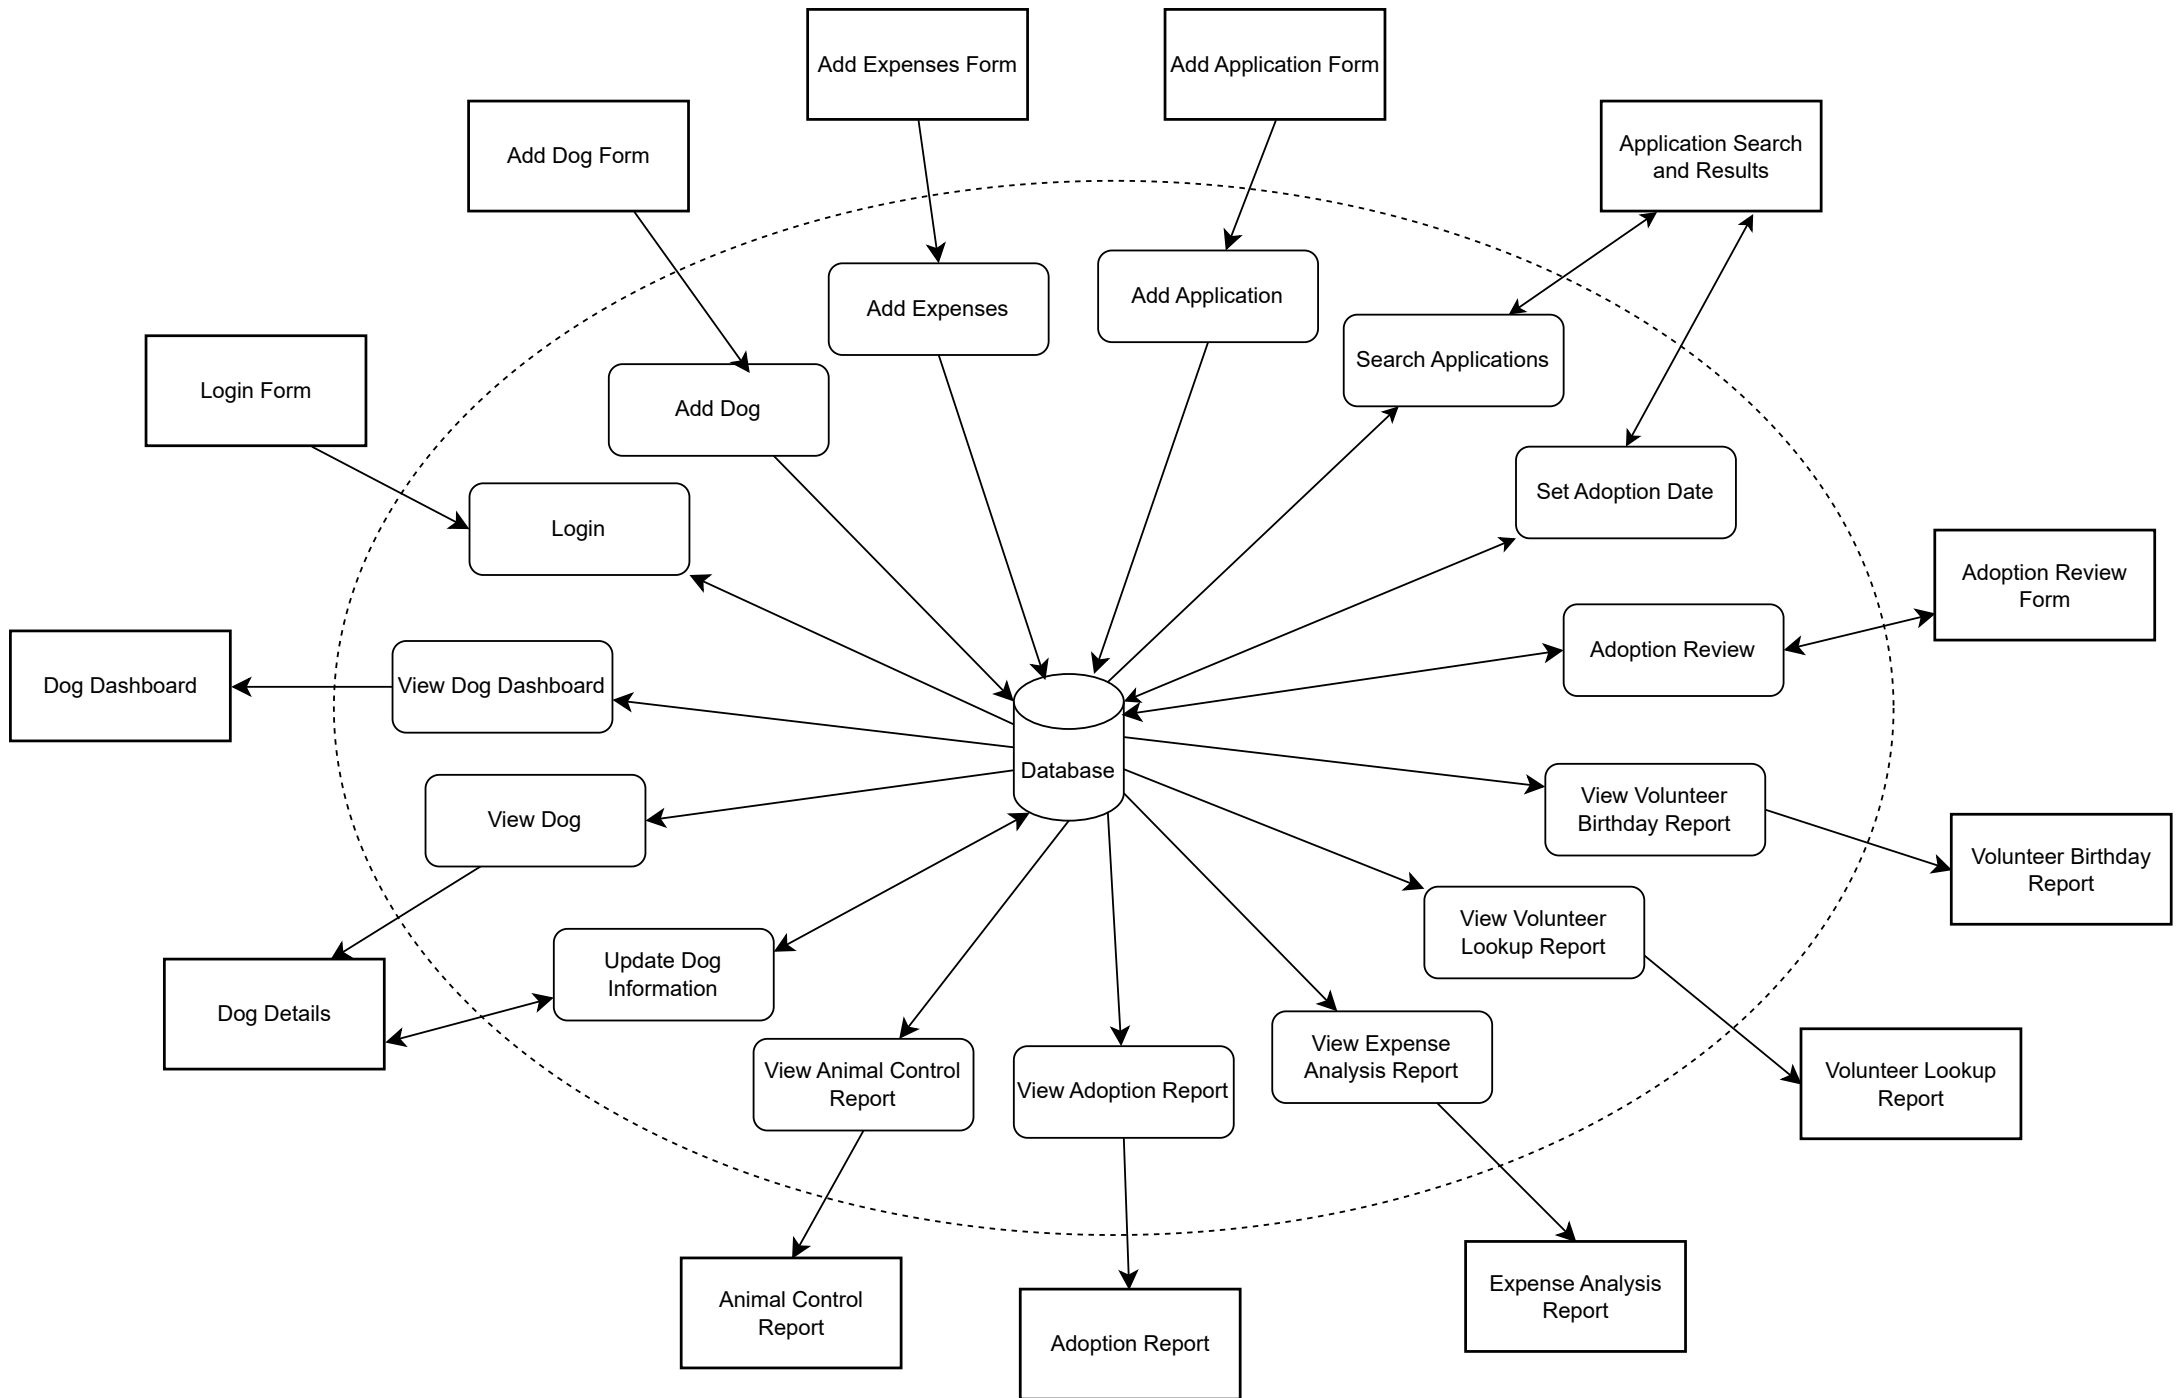 Add Expenses Form
Add Application Form
Add Dog Form
Application Search
and Results
Add Expenses
Add Application
Search Applications
Login Form
Add Dog
Set Adoption Date
Login
Adoption Review
Form
Adoption Review
Dog Dashboard
View Dog Dashboard
Database
View Dog
View Volunteer
Birthday Report
Volunteer Birthday
Report
View Volunteer
Lookup Report
Update Dog
Information
Dog Details
View Animal Control
Report
View Adoption Report
View Expense
Analysis Report
Volunteer Lookup
Report
Animal Control
Report
Adoption Report
Expense Analysis
Report